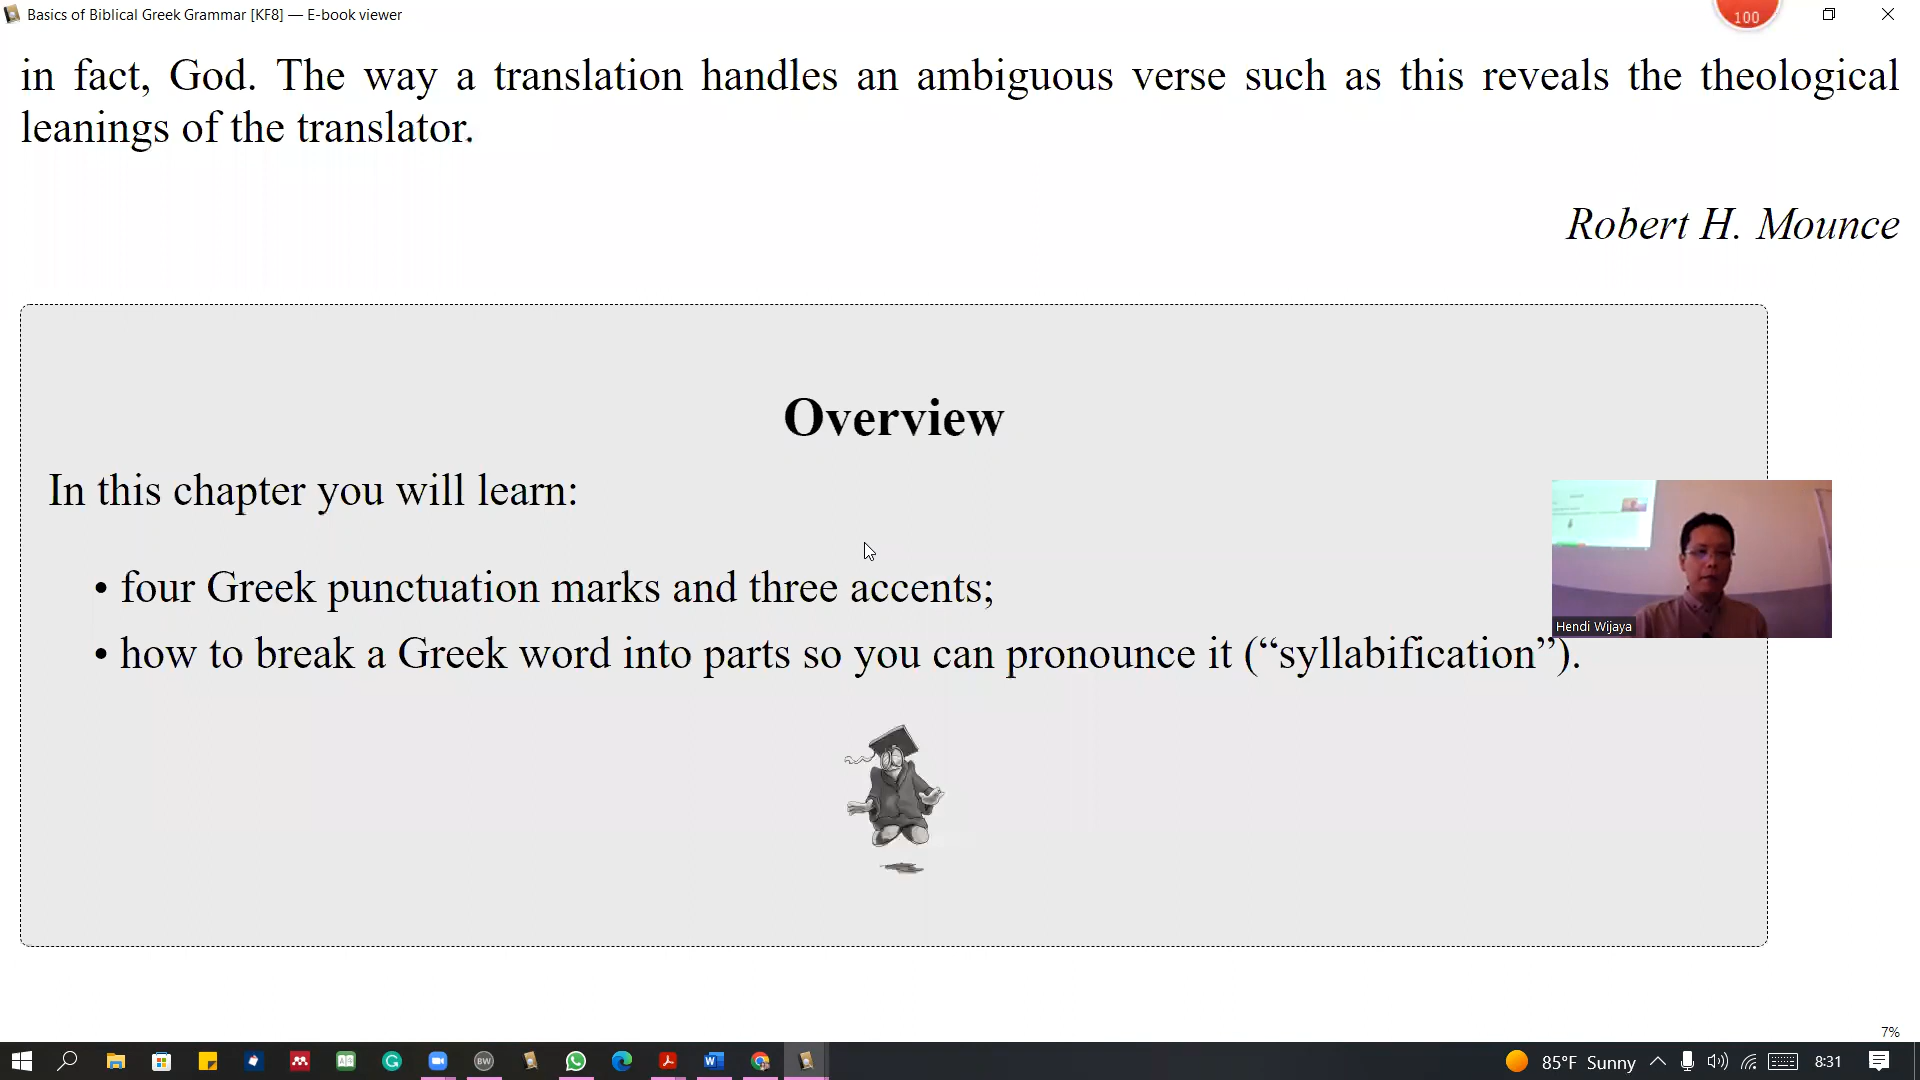 Basics of Biblical Greek Grammar [KF8] — E-book viewer
100
in fact, God. The way a translation handles an ambiguous verse such as this reveals the theological
leanings of the translator.
Robert H. Mounce
Overview
In this chapter you will learn:
• four Greek punctuation marks and three accents;
Hendi Wijaya
• how to break a Greek word into parts so you can pronounce it (“syllabification”).
7%
BW
85°F Sunny
8:31